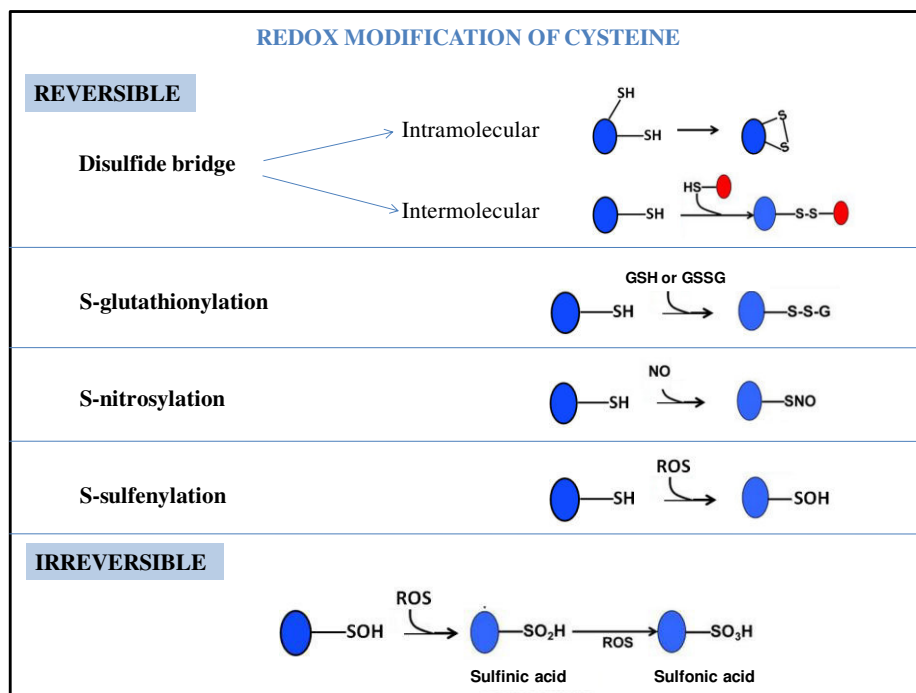 REDOX MODIFICATION OF CYSTEINE
REVERSIBLE
Disulfide bridge
Intramolecular
SH
SH
S
S
Intermolecular
SH
HS
S-S
S-glutathionylation
SH
GSH or GSSG
S-S-G
S-nitrosylation
SH
NO
SNO
S-sulfenylation
SH
ROS
SOH
IRREVERSIBLE
SOH
ROS
SO₂H
ROS
SO₃H
Sulfinic acid
Sulfonic acid